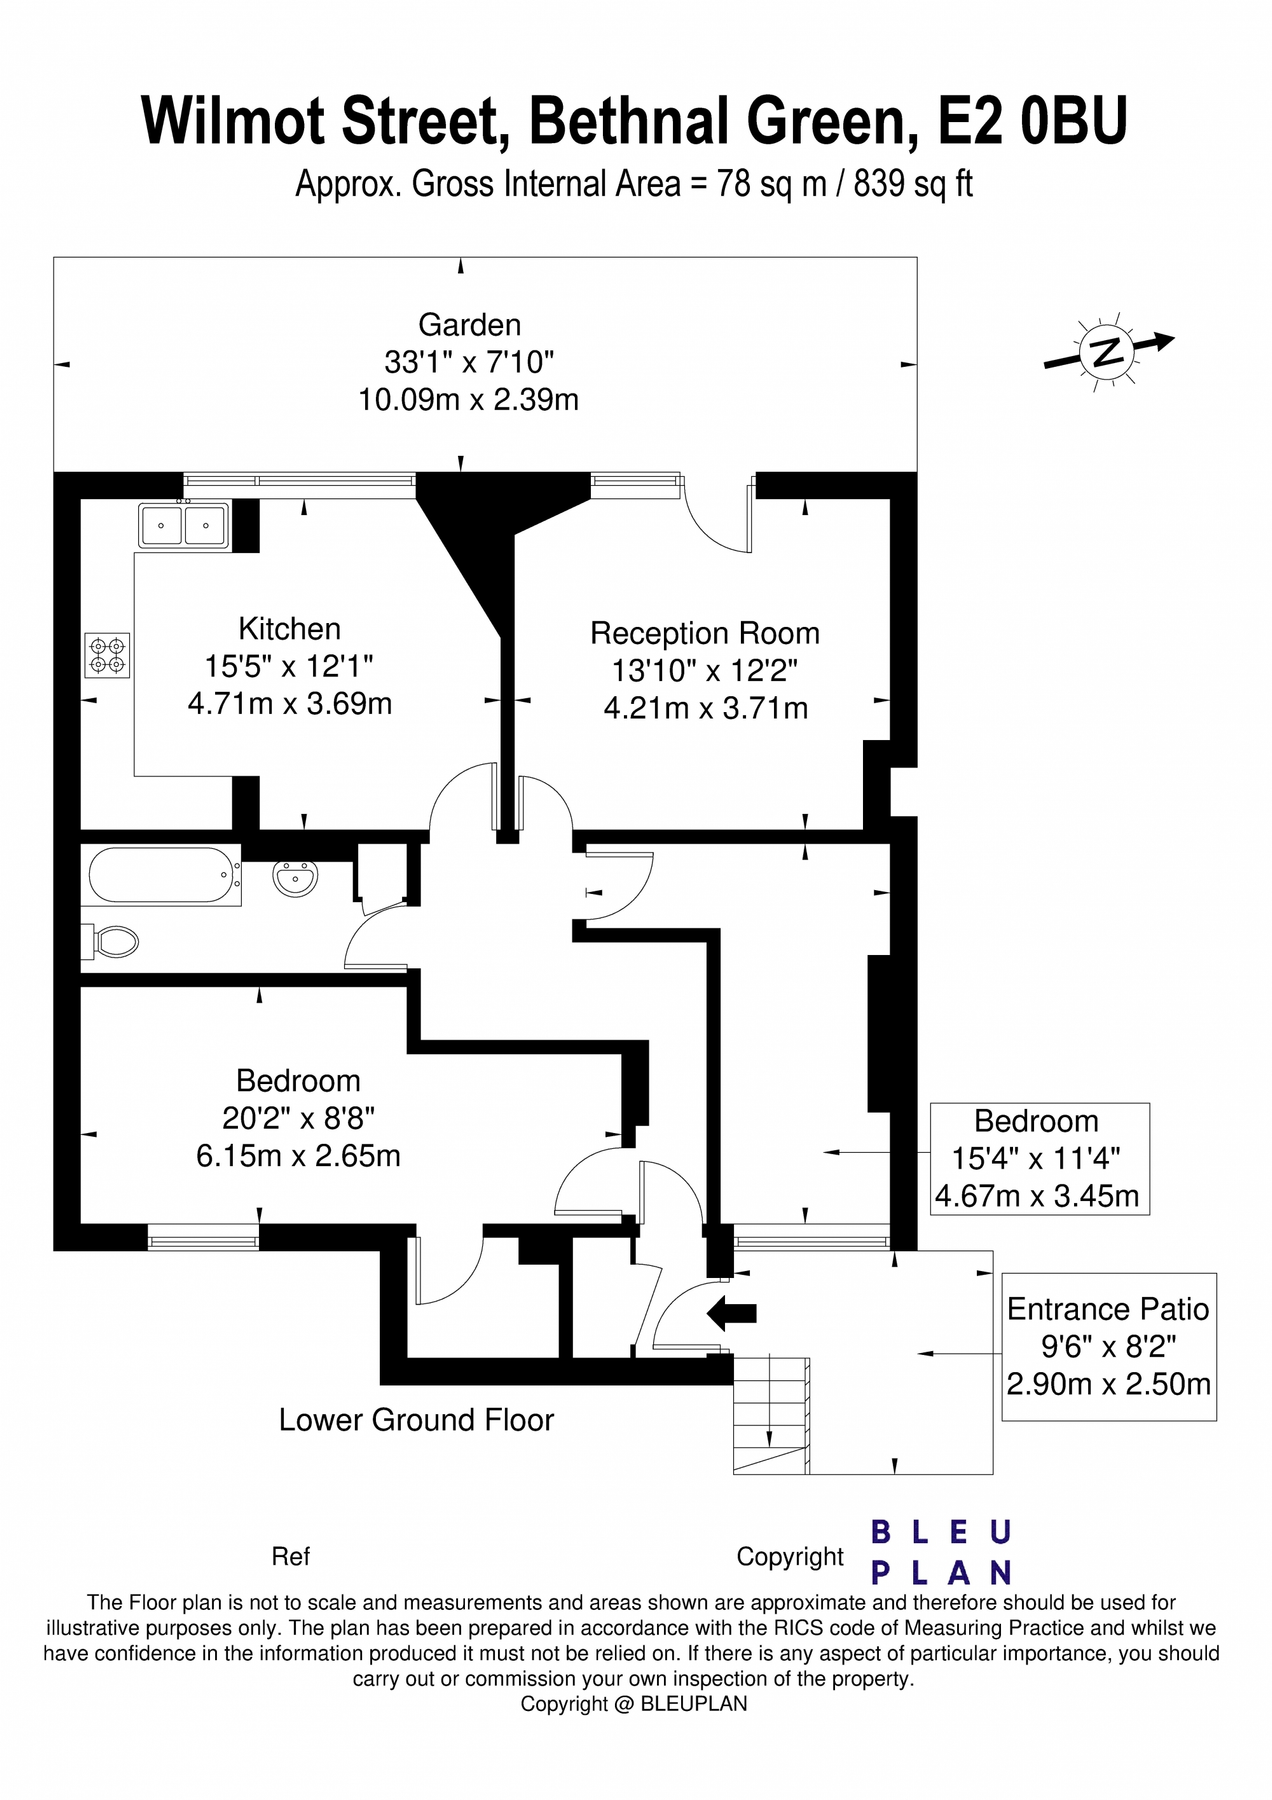 Wilmot Street, Bethnal Green, E2 0BU
Approx. Gross Internal Area = 78 sq m / 839 sq ft
Garden
33'1" x 7'10"
10.09m x 2.39m
N
Kitchen
15'5" x 12'1"
4.71m x 3.69m
Reception Room
13'10" x 12'2"
4.21m x 3.71m
Bedroom
20'2" x 8'8"
6.15m x 2.65m
Bedroom
15'4" x 11'4"
4.67m x 3.45m
Entrance Patio
9'6" x 8'2"
2.90m x 2.50m
Lower Ground Floor
Ref
Copyright
BLEU
PLAN
The Floor plan is not to scale and measurements and areas shown are approximate and therefore should be used for
illustrative purposes only. The plan has been prepared in accordance with the RICS code of Measuring Practice and whilst we
have confidence in the information produced it must not be relied on. If there is any aspect of particular importance, you should
carry out or commission your own inspection of the property.
Copyright @ BLEUPLAN